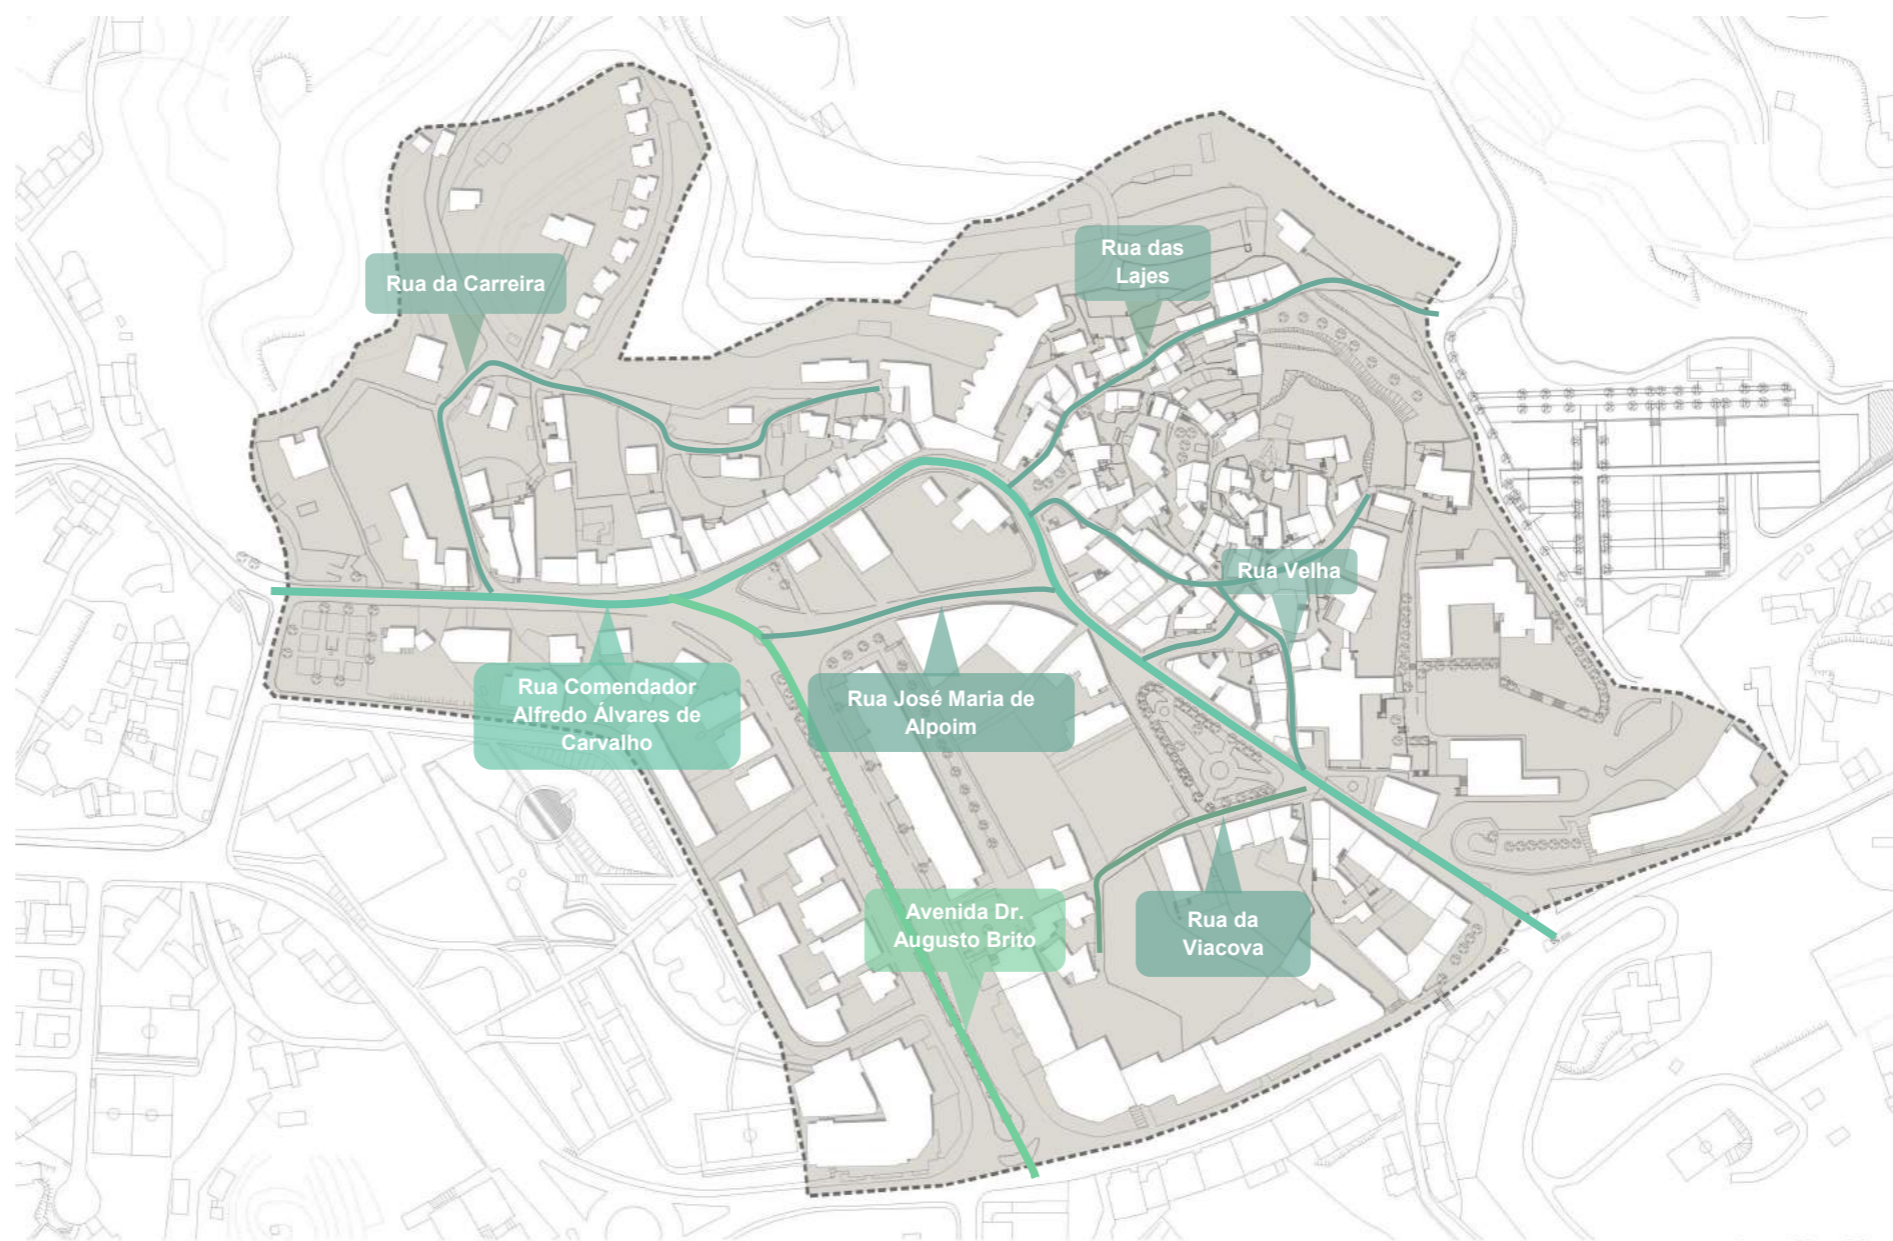 Rua das
Lajes
Rua da Carreira
Rua Velha
Rua Comendador
Alfredo Álvares de
Carvalho
Rua José Maria de
Alpoim
Avenida Dr.
Augusto Brito
Rua da
Viacova